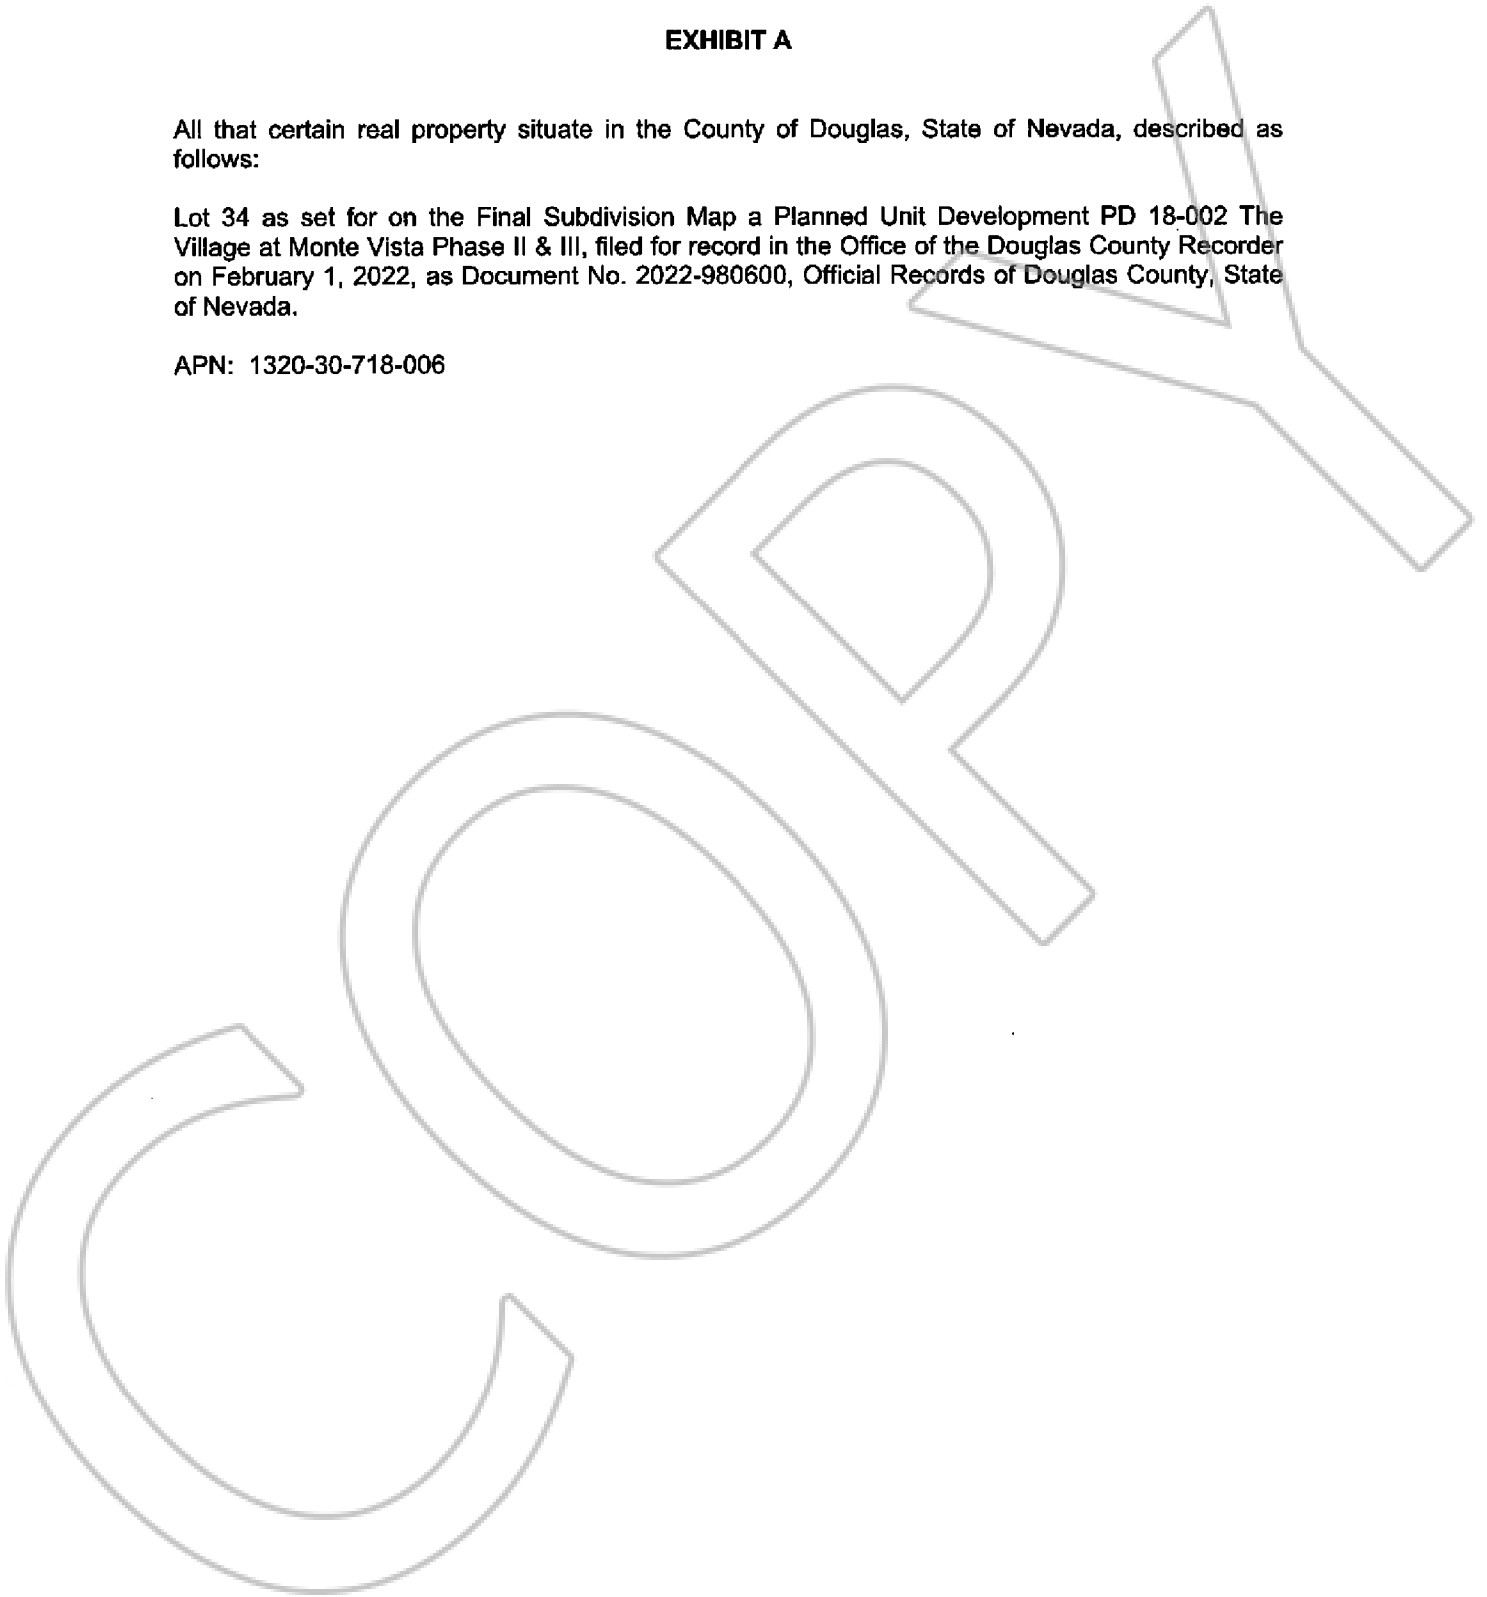 EXHIBIT A
All that certain real property situate in the County of Douglas, State of Nevada, described as
follows:
Lot 34 as set for on the Final Subdivision Map a Planned Unit Development PD 18-002 The
Village at Monte Vista Phase II & III, filed for record in the Office of the Douglas County Recorder
on February 1, 2022, as Document No. 2022-980600, Official Records of Douglas County, State
of Nevada.
APN: 1320-30-718-006
COPY